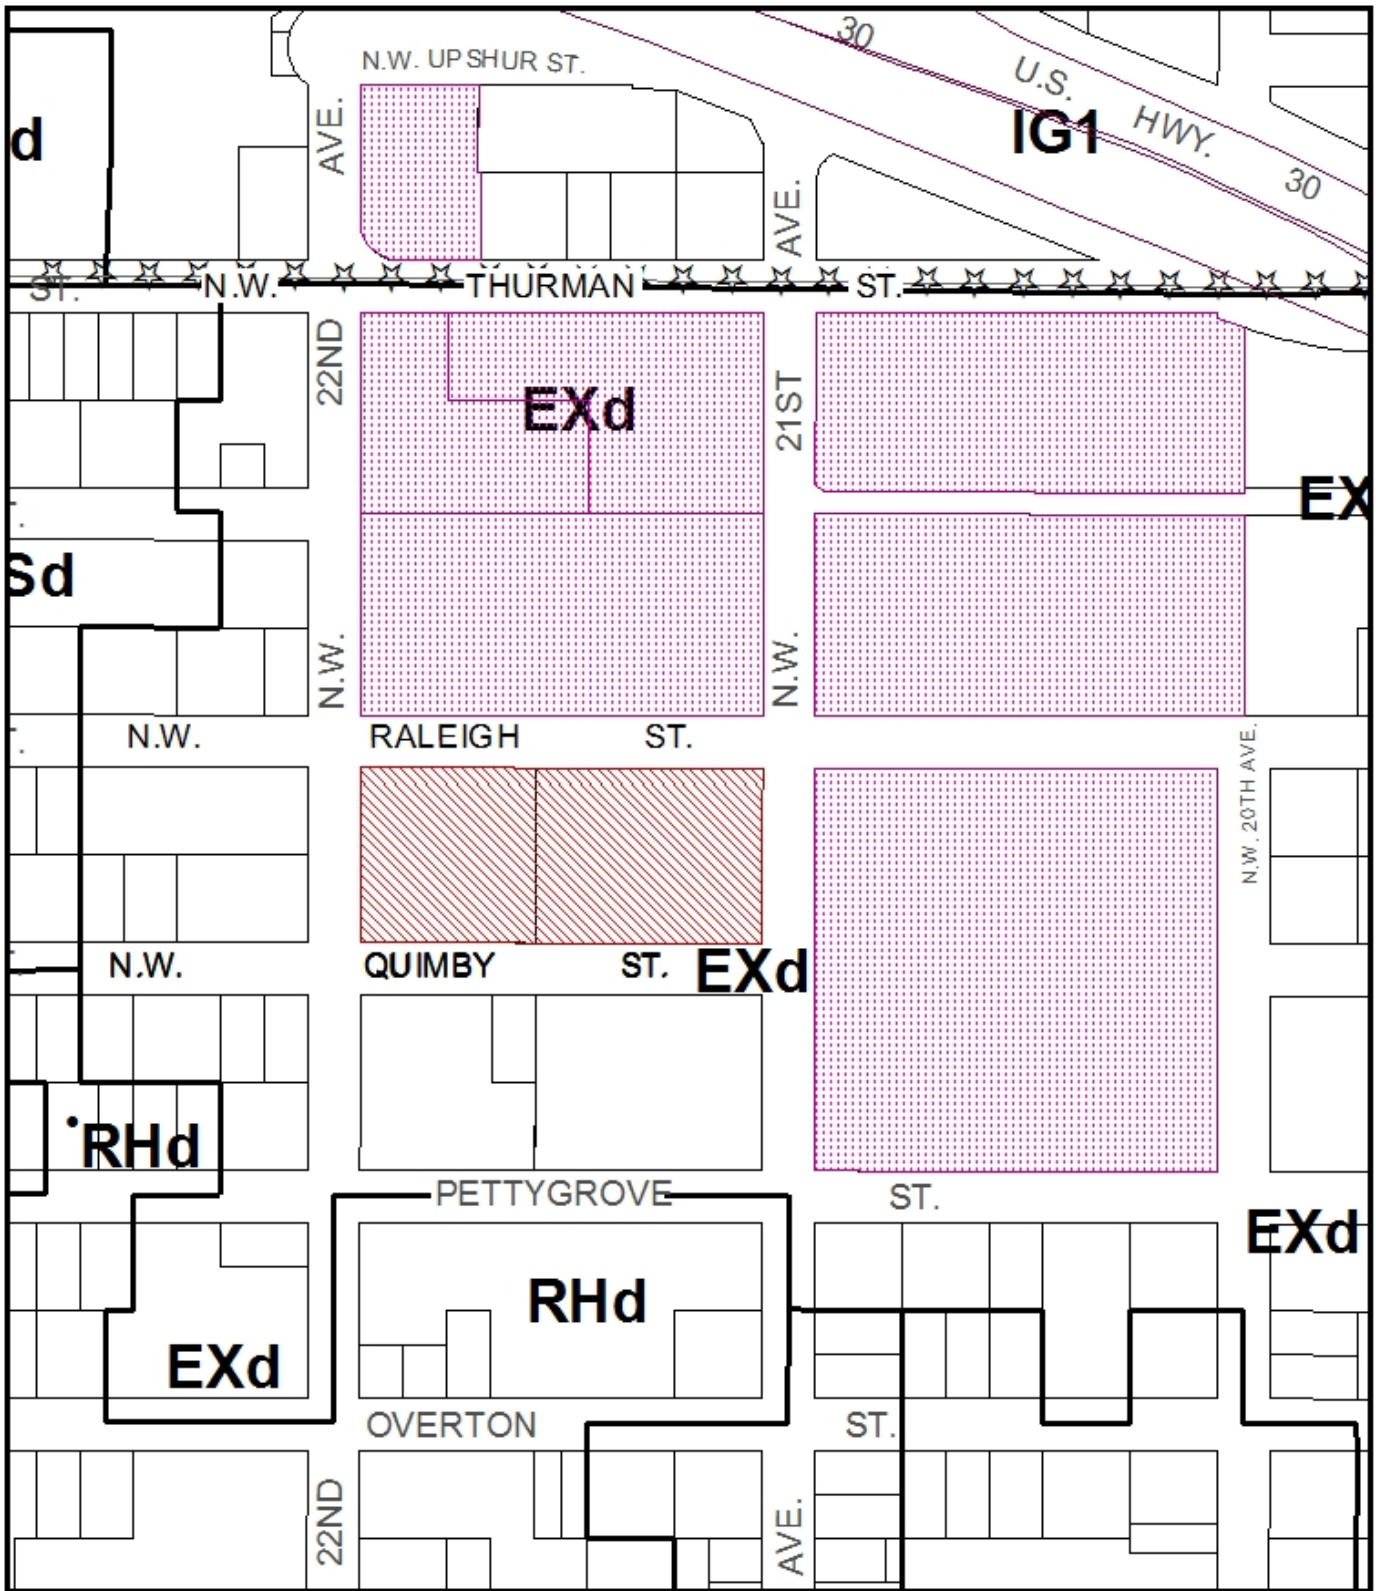 30
N.W. UPSHUR ST.
U.S.
HWY.
30
IG1
d
AVE.
AVE.
ST.
N.W.
THURMAN
ST.
22ND
21ST
EXd
EX
Sd
N.W.
N.W.
N.W.
RALEIGH
ST.
N.W. 20TH AVE.
N.W.
QUIMBY
ST.
EXd
RHd
PETTYGROVE
ST.
EXd
RHd
EXd
OVERTON
ST.
22ND
AVE.